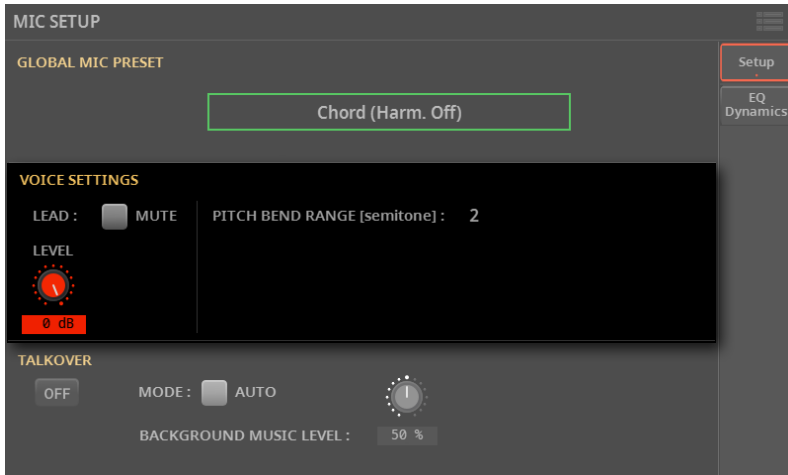 MIC SETUP
GLOBAL MIC PRESET
Setup
Chord (Harm. Off)
EQ
Dynamics
VOICE SETTINGS
LEAD : MUTE PITCH BEND RANGE [semitone] : 2
LEVEL
0 dB
TALKOVER
OFF MODE : AUTO
BACKGROUND MUSIC LEVEL : 50 %